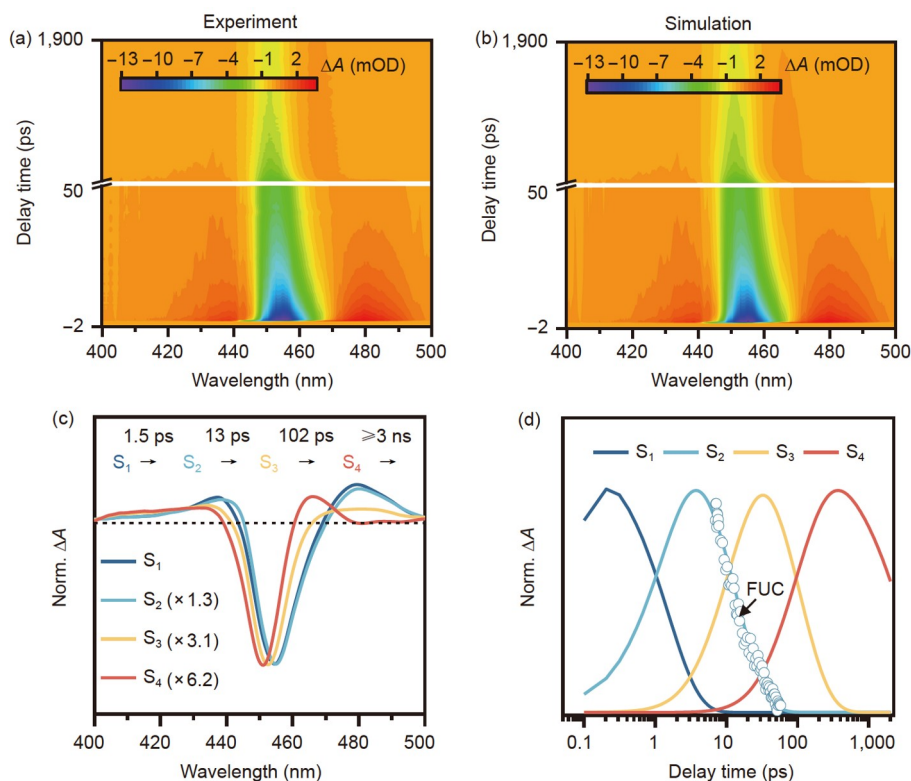 Experiment
(a)
1,900
−13 −10 −7 −4 −1 2 ΔA (mOD)
50
−2
Delay time (ps)
400 420 440 460 480 500
Wavelength (nm)
Simulation
(b)
1,900
−13 −10 −7 −4 −1 2 ΔA (mOD)
50
−2
Delay time (ps)
400 420 440 460 480 500
Wavelength (nm)
(c)
1.5 ps 13 ps 102 ps ⩾3 ns
S₁ → S₂ → S₃ → S₄ →
S₁
S₂ (×1.3)
S₃ (×3.1)
S₄ (×6.2)
Norm. ΔA
400 420 440 460 480 500
Wavelength (nm)
(d)
S₁ S₂ S₃ S₄
FUC
Norm. ΔA
0.1 1 10 100 1,000
Delay time (ps)